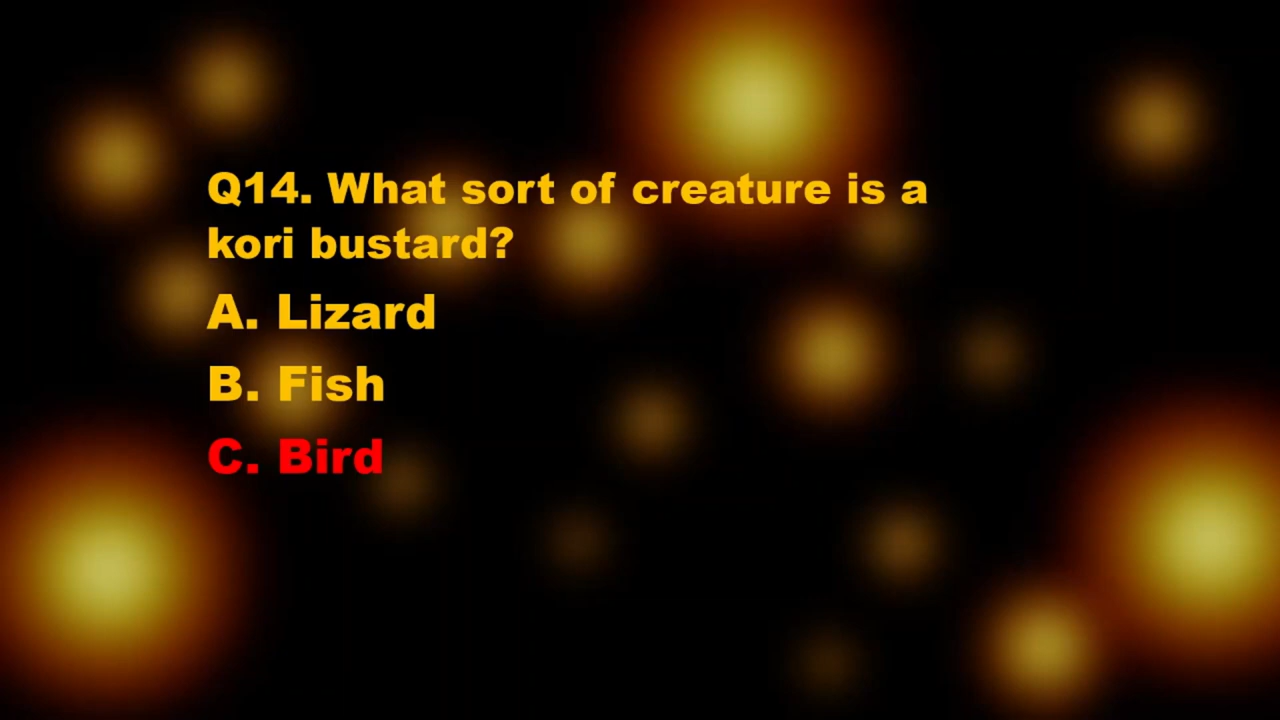 Q14. What sort of creature is a
kori bustard?
A. Lizard
B. Fish
C. Bird